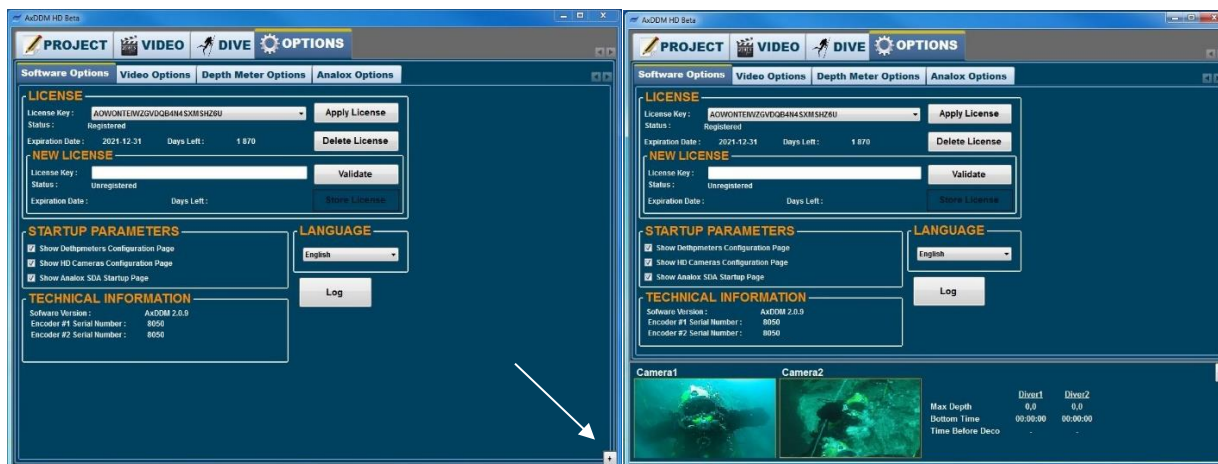 AxDDM HD Beta
PROJECT VIDEO DIVE OPTIONS
Software Options Video Options Depth Meter Options Analox Options
LICENSE
License Key : AOWONTEIWZGVDQB4N4SXMSHZ6U Apply License
Status : Registered
Expiration Date : 2021-12-31 Days Left : 1 870 Delete License
NEW LICENSE
License Key : Validate
Status : Unregistered
Expiration Date : Days Left : Store License
STARTUP PARAMETERS LANGUAGE
Show Dethpmeters Configuration Page
English
Show HD Cameras Configuration Page
Show Analox SDA Startup Page
Log
TECHNICAL INFORMATION
Sofware Version : AxDDM 2.0.9
Encoder #1 Serial Number : 8050
Encoder #2 Serial Number : 8050
+
AxDDM HD Beta
PROJECT VIDEO DIVE OPTIONS
Software Options Video Options Depth Meter Options Analox Options
LICENSE
License Key : AOWONTEIWZGVDQB4N4SXMSHZ6U Apply License
Status : Registered
Expiration Date : 2021-12-31 Days Left : 1 870 Delete License
NEW LICENSE
License Key : Validate
Status : Unregistered
Expiration Date : Days Left : Store License
STARTUP PARAMETERS LANGUAGE
Show Dethpmeters Configuration Page
English
Show HD Cameras Configuration Page
Show Analox SDA Startup Page
Log
TECHNICAL INFORMATION
Sofware Version : AxDDM 2.0.9
Encoder #1 Serial Number : 8050
Encoder #2 Serial Number : 8050
Camera1 Camera2
Diver1 Diver2
Max Depth 0,0 0,0
Bottom Time 00:00:00 00:00:00
Time Before Deco - -